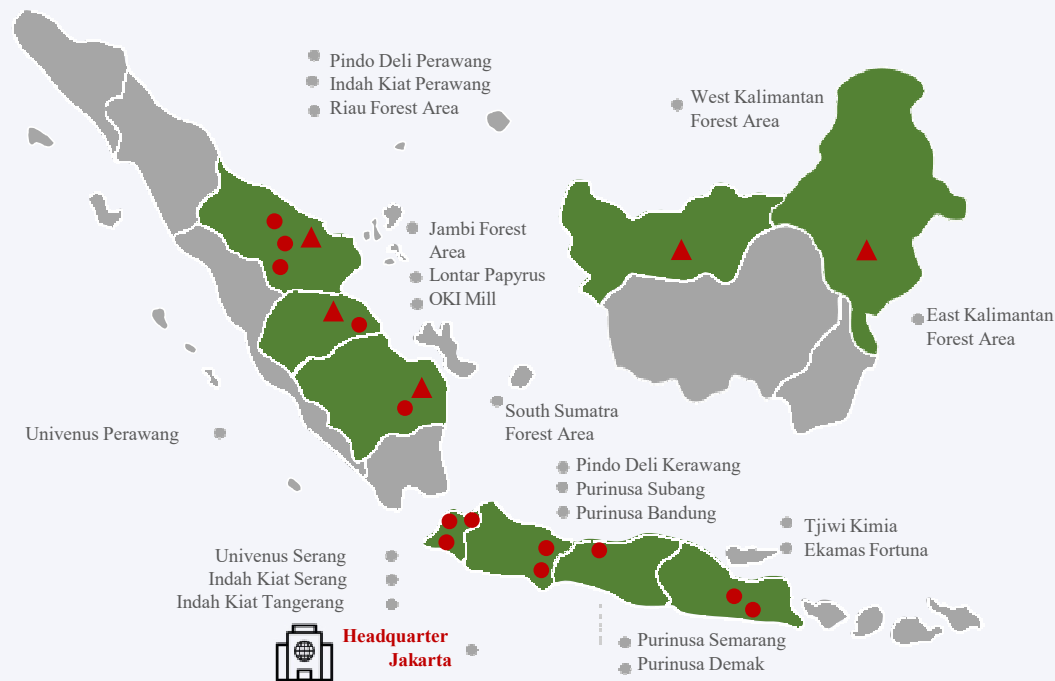 Pindo Deli Perawang
Indah Kiat Perawang
Riau Forest Area
West Kalimantan
Forest Area
Jambi Forest
Area
Lontar Papyrus
OKI Mill
East Kalimantan
Forest Area
South Sumatra
Forest Area
Univenus Perawang
Pindo Deli Kerawang
Purinusa Subang
Purinusa Bandung
Tjiwi Kimia
Ekamas Fortuna
Univenus Serang
Indah Kiat Serang
Indah Kiat Tangerang
Headquarter
Jakarta
Purinusa Semarang
Purinusa Demak